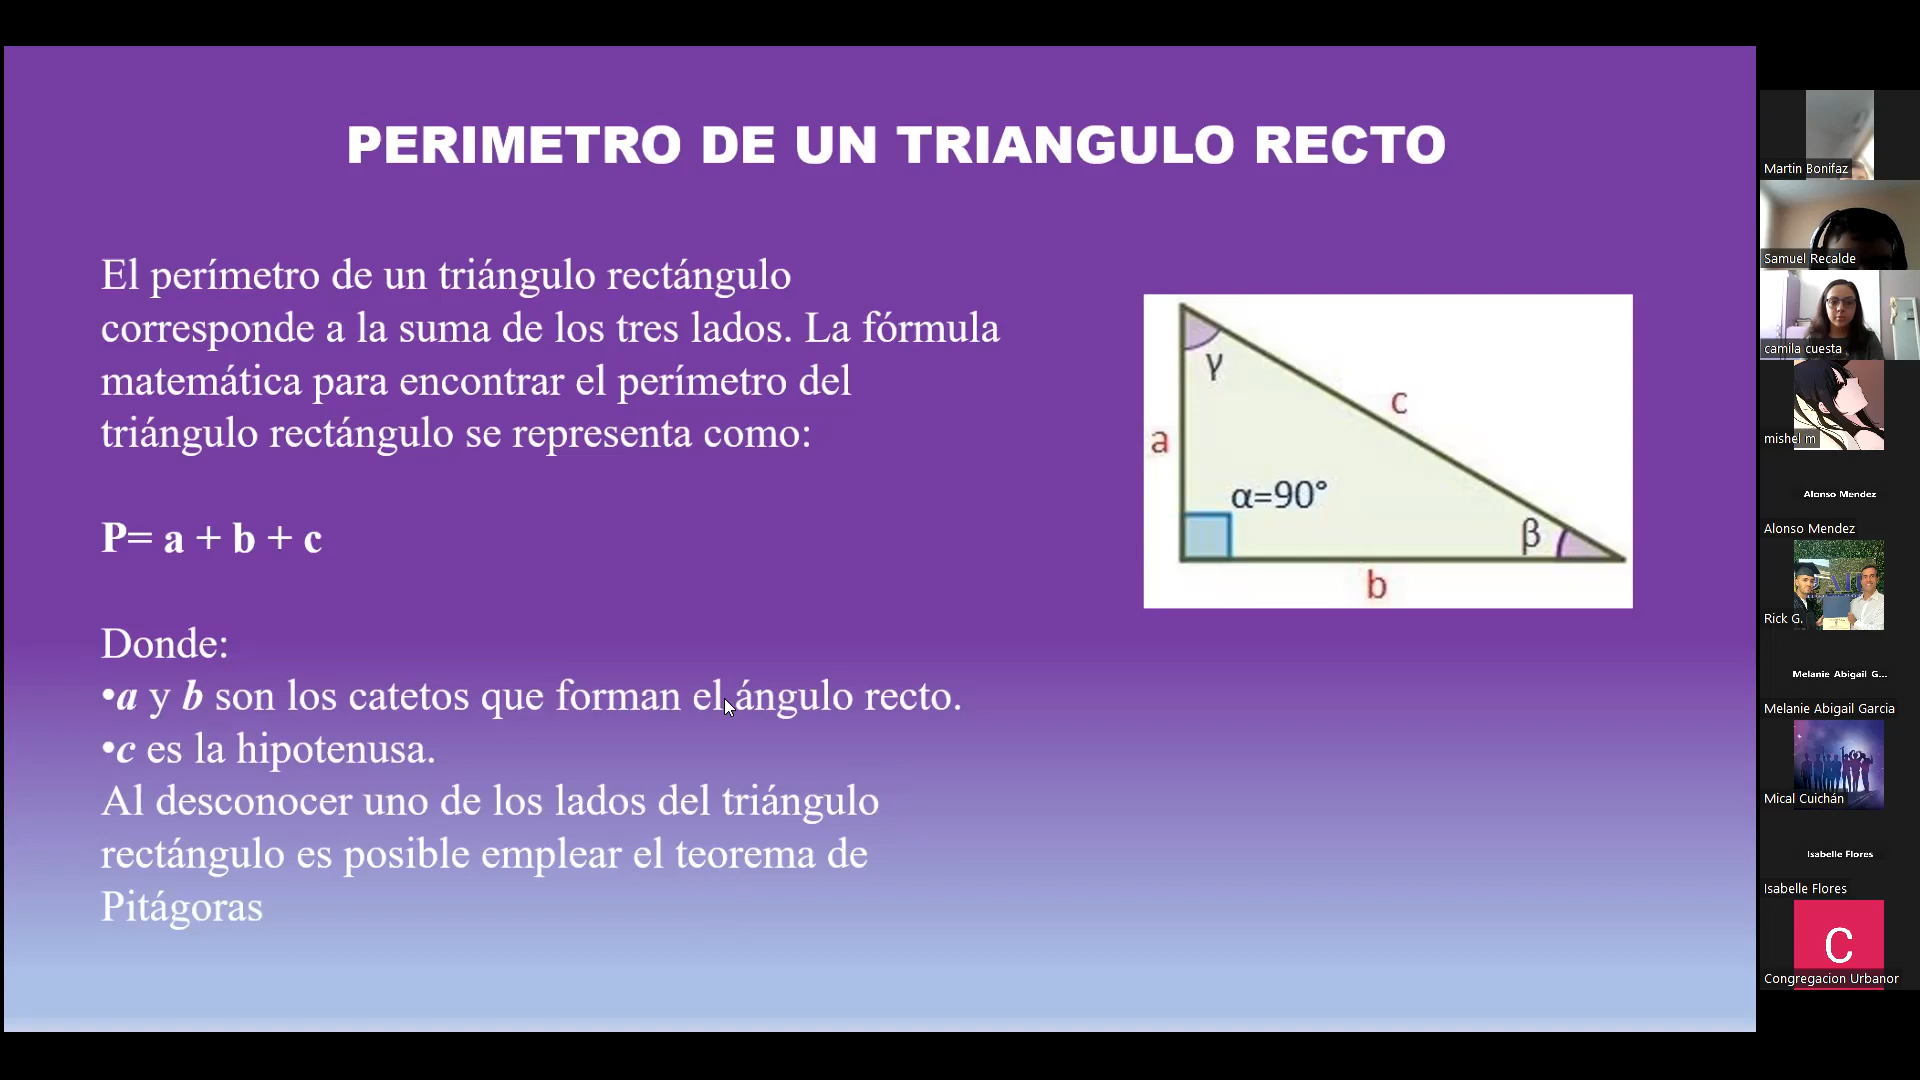 PERIMETRO DE UN TRIANGULO RECTO
El perímetro de un triángulo rectángulo
corresponde a la suma de los tres lados. La fórmula
matemática para encontrar el perímetro del
triángulo rectángulo se representa como:
P= a + b + c
Donde:
•a y b son los catetos que forman el ángulo recto.
•c es la hipotenusa.
Al desconocer uno de los lados del triángulo
rectángulo es posible emplear el teorema de
Pitágoras
γ
c
a
α=90°
β
b
Martin Bonifaz
Samuel Recalde
camila cuesta
mishel m
Alonso Mendez
Alonso Mendez
Rick G.
Melanie Abigail G...
Melanie Abigail Garcia
Mical Cuichán
Isabelle Flores
Isabelle Flores
C
Congregacion Urbanor